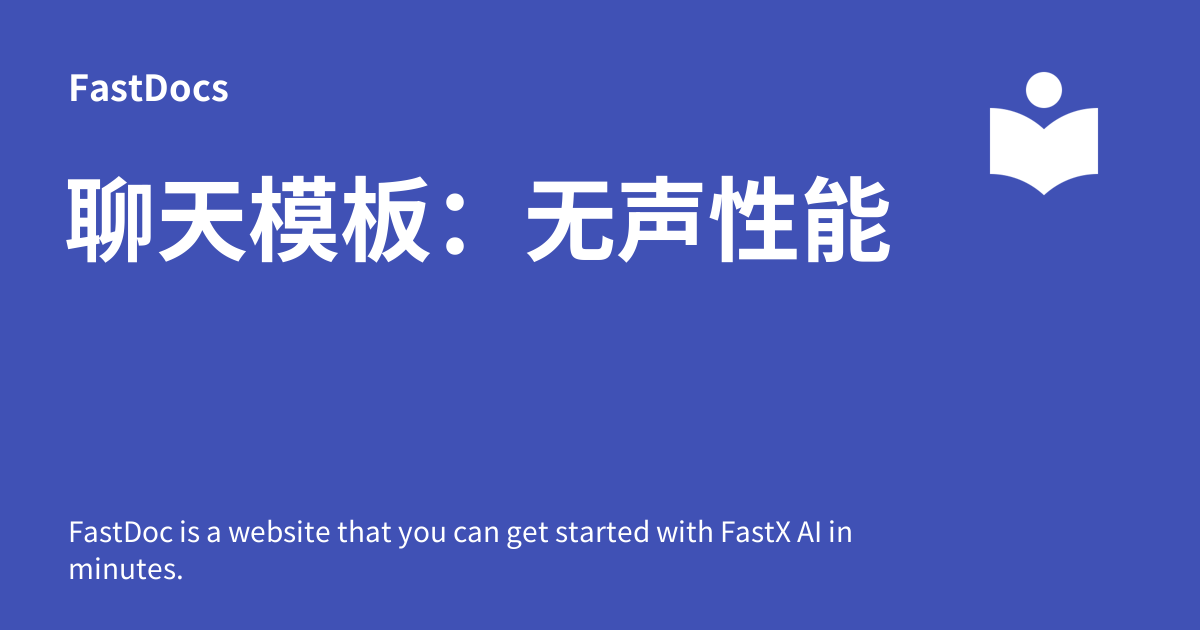 FastDocs
聊天模板：无声性能
FastDoc is a website that you can get started with FastX AI in
minutes.